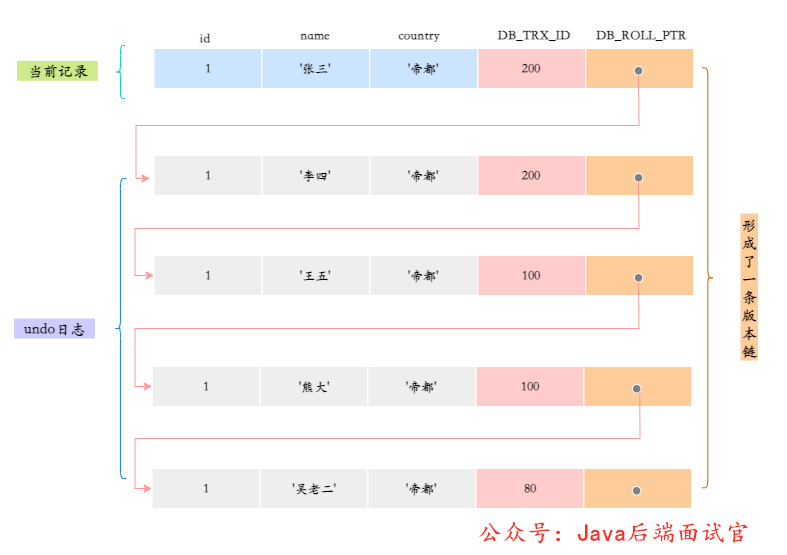 id name country DB_TRX_ID DB_ROLL_PTR
当前记录 1 '张三' '帝都' 200
1 '李四' '帝都' 200
1 '王五' '帝都' 100
undo日志
1 '熊大' '帝都' 100
1 '吴老二' '帝都' 80
形成了一条版本链
公众号：Java后端面试官